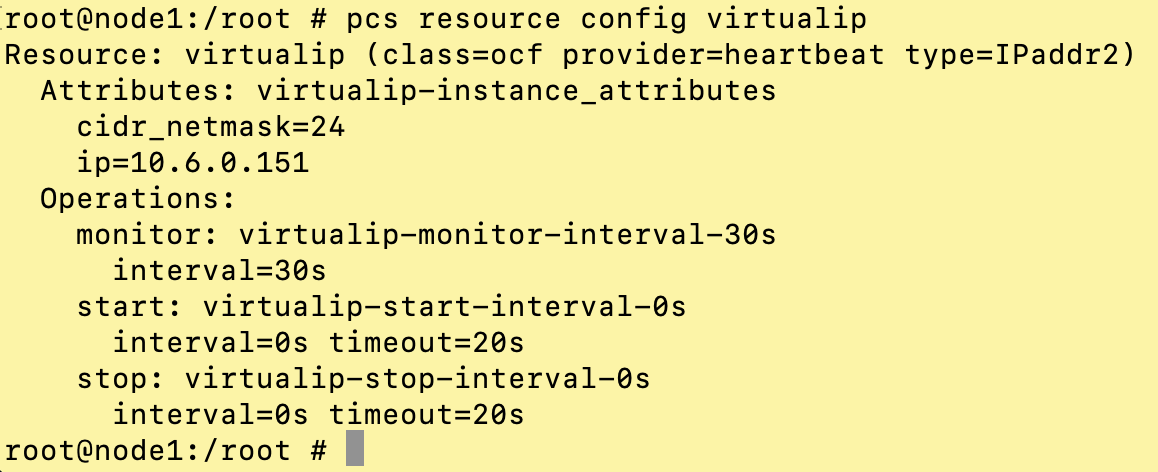 root@node1:/root # pcs resource config virtualip
Resource: virtualip (class=ocf provider=heartbeat type=IPaddr2)
  Attributes: virtualip-instance_attributes
    cidr_netmask=24
    ip=10.6.0.151
  Operations:
    monitor: virtualip-monitor-interval-30s
      interval=30s
    start: virtualip-start-interval-0s
      interval=0s timeout=20s
    stop: virtualip-stop-interval-0s
      interval=0s timeout=20s
root@node1:/root #